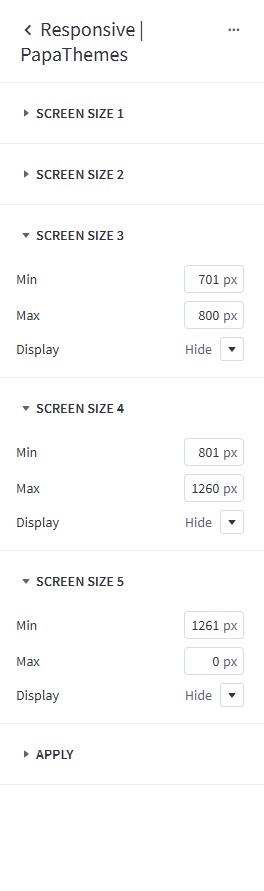 Responsive |
PapaThemes
SCREEN SIZE 1
SCREEN SIZE 2
SCREEN SIZE 3
Min 701 px
Max 800 px
Display Hide
SCREEN SIZE 4
Min 801 px
Max 1260 px
Display Hide
SCREEN SIZE 5
Min 1261 px
Max 0 px
Display Hide
APPLY